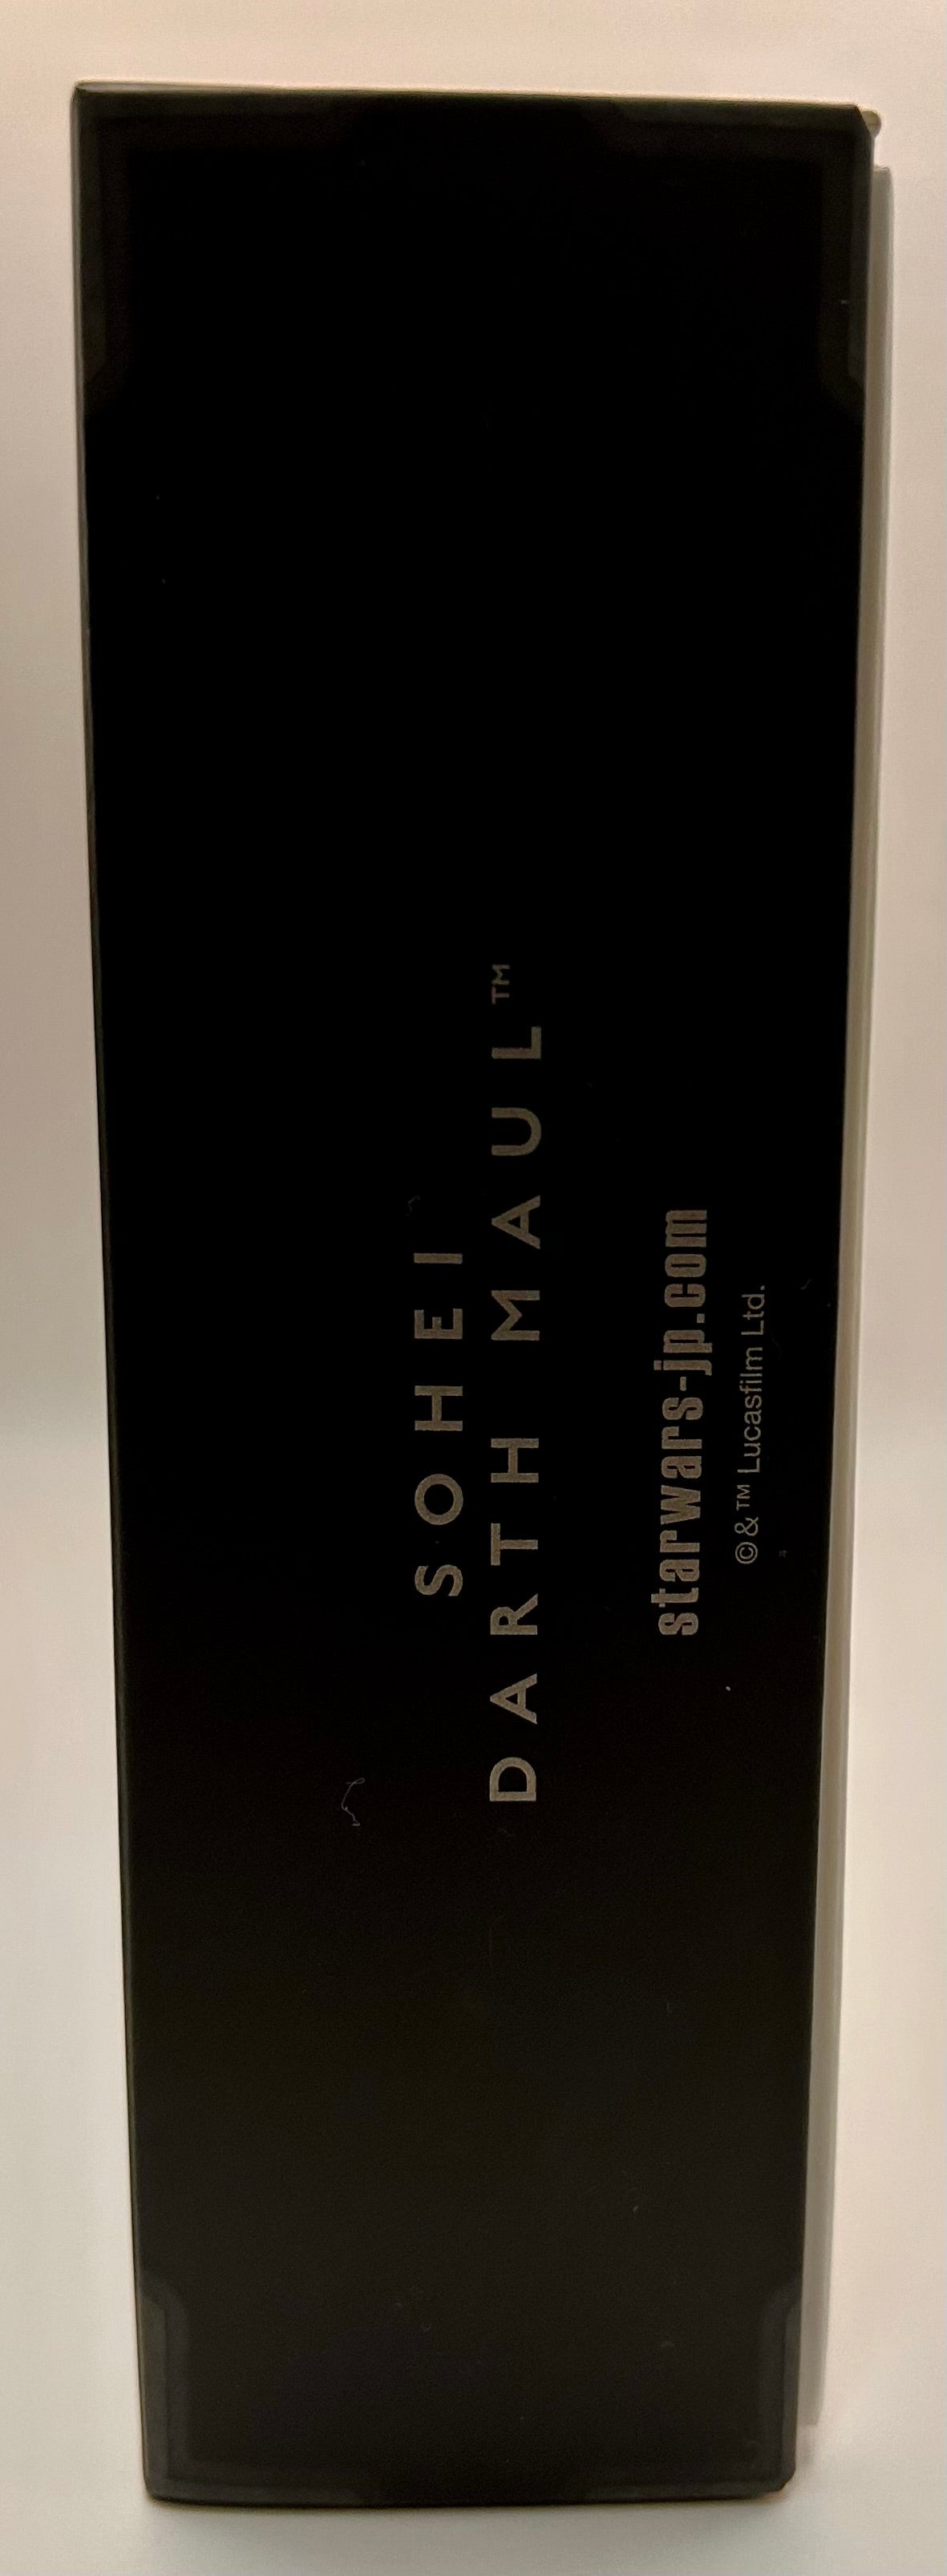 SOHEI
DARTH MAUL™
starwars-jp.com
©&™ Lucasfilm Ltd.